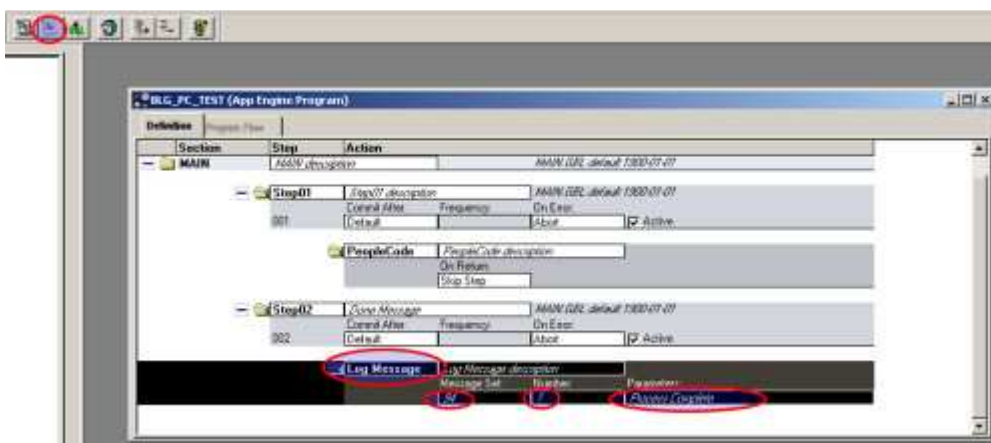 BLG_PC_TEST (App Engine Program)
Definition Program Flow
Section Step Action
MAIN MAIN description MAIN GBL default 1900-01-01
Step01 Step01 description MAIN GBL default 1900-01-01
Commit After Frequency On Error
001 Default Abort Active
PeopleCode PeopleCode description
On Return
Skip Step
Step02 Done Message MAIN GBL default 1900-01-01
Commit After Frequency On Error
002 Default Abort Active
Log Message Log Message description
Message Set Number Parameters
Process Complete